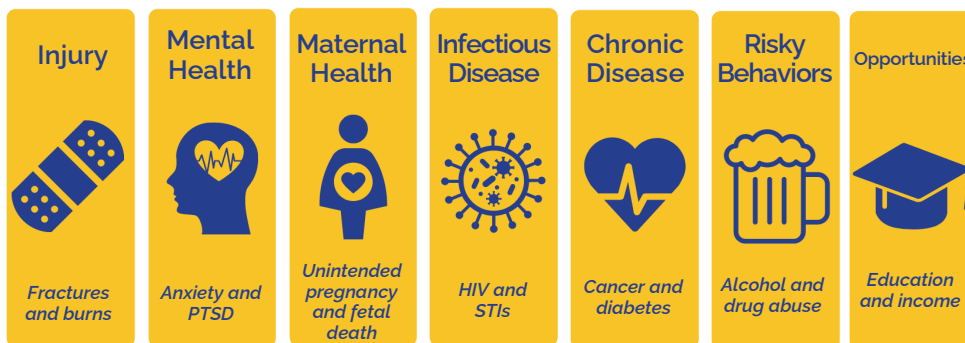 Injury
Fractures
and burns
Mental
Health
Anxiety and
PTSD
Maternal
Health
Unintended
pregnancy
and fetal
death
Infectious
Disease
HIV and
STIs
Chronic
Disease
Cancer and
diabetes
Risky
Behaviors
Alcohol and
drug abuse
Opportunities
Education
and income